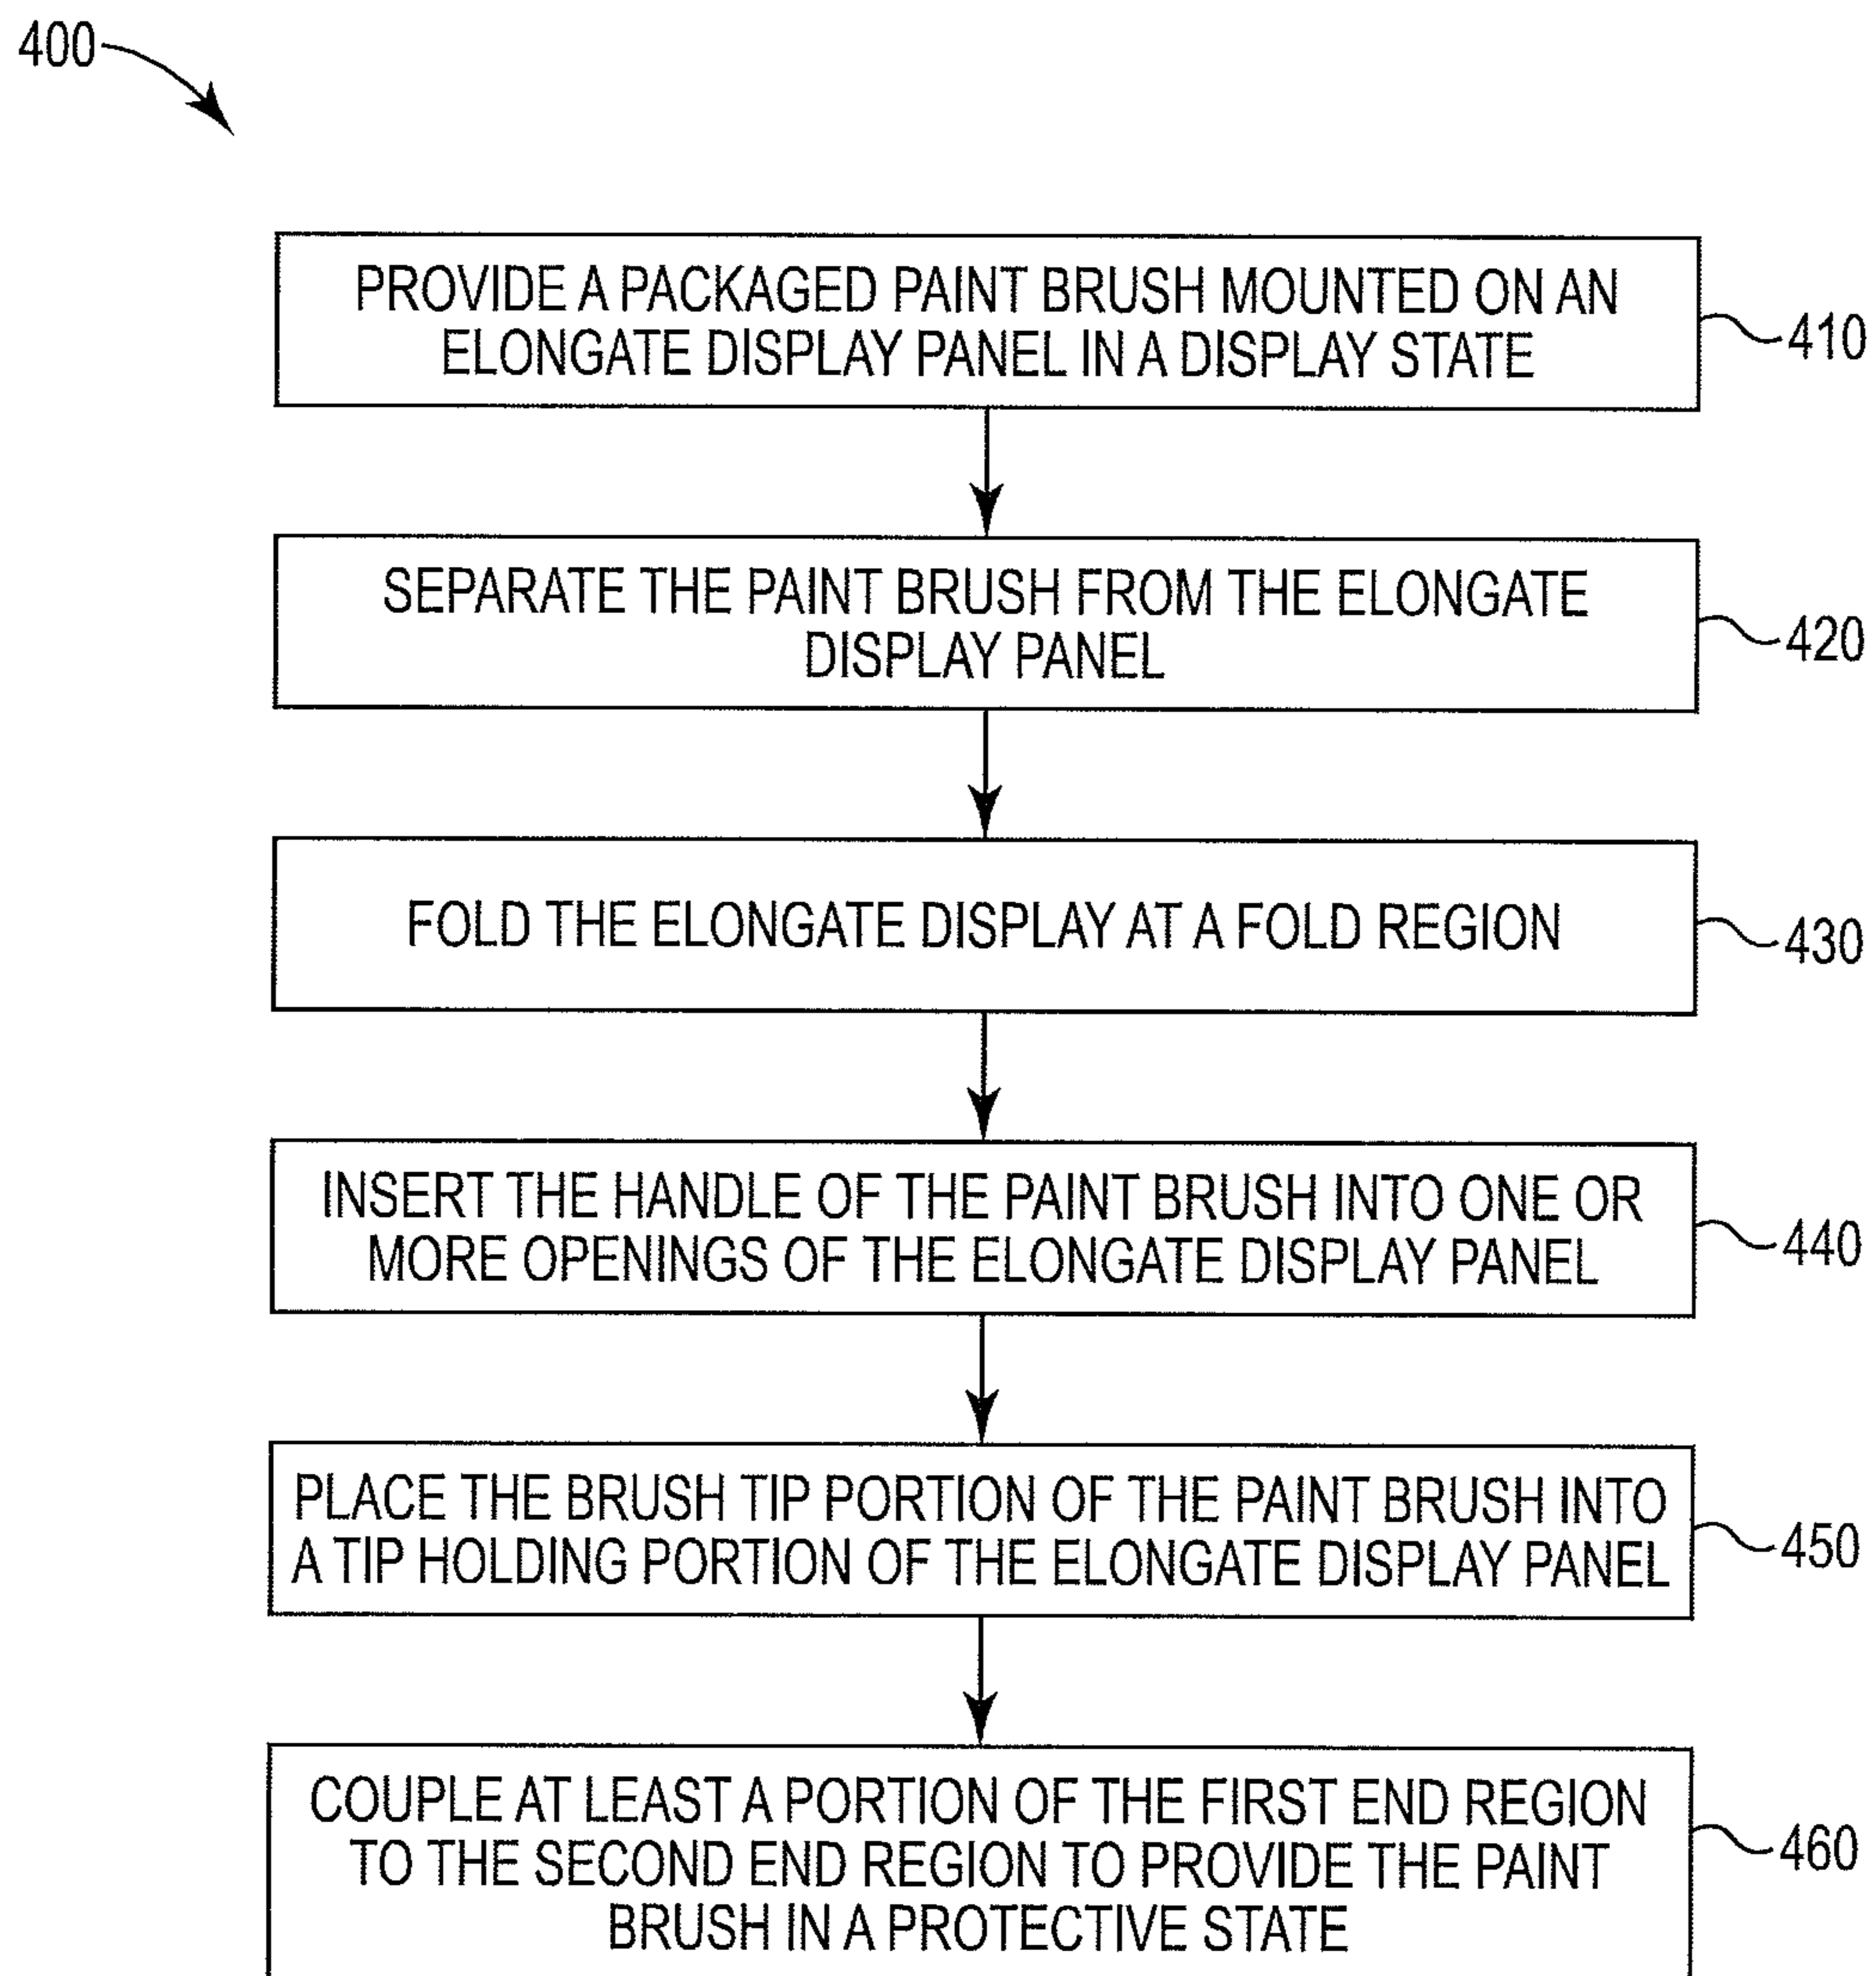 400
PROVIDE A PACKAGED PAINT BRUSH MOUNTED ON AN
ELONGATE DISPLAY PANEL IN A DISPLAY STATE
410
SEPARATE THE PAINT BRUSH FROM THE ELONGATE
DISPLAY PANEL
420
FOLD THE ELONGATE DISPLAY AT A FOLD REGION
430
INSERT THE HANDLE OF THE PAINT BRUSH INTO ONE OR
MORE OPENINGS OF THE ELONGATE DISPLAY PANEL
440
PLACE THE BRUSH TIP PORTION OF THE PAINT BRUSH INTO
A TIP HOLDING PORTION OF THE ELONGATE DISPLAY PANEL
450
COUPLE AT LEAST A PORTION OF THE FIRST END REGION
TO THE SECOND END REGION TO PROVIDE THE PAINT
BRUSH IN A PROTECTIVE STATE
460